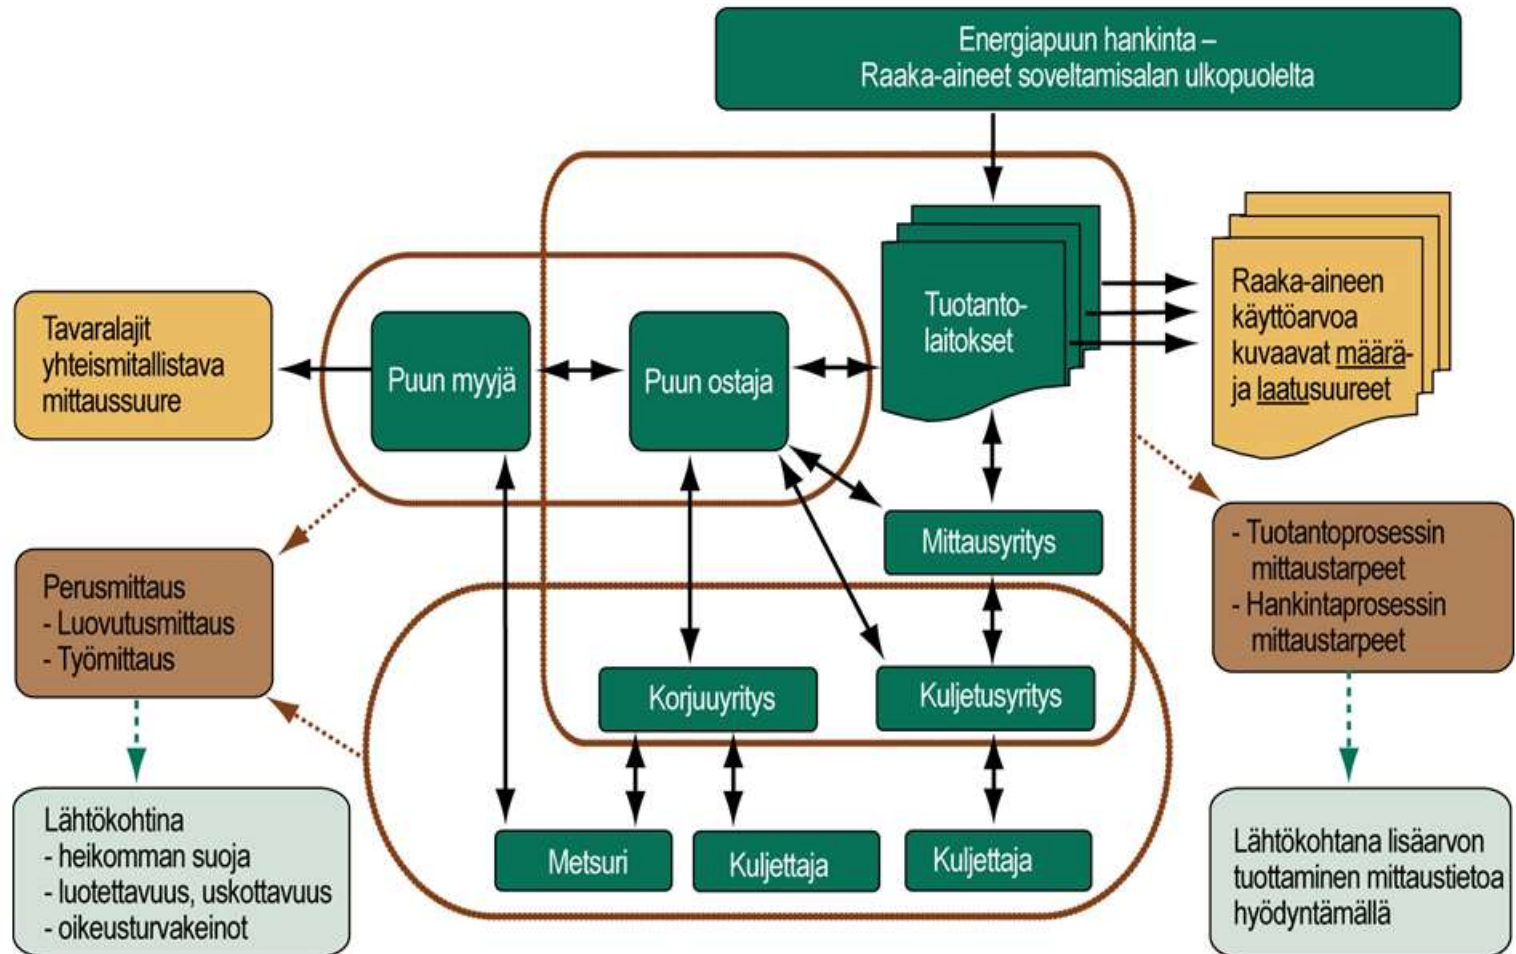 Energiapuun hankinta –
Raaka-aineet soveltamisalan ulkopuolelta
Tavaralajit
yhteismitallistava
mittaussuure
Puun myyjä
Puun ostaja
Tuotanto-
laitokset
Raaka-aineen
käyttöarvoa
kuvaavat määrä-
ja laatusuureet
Mittausyritys
Perusmittaus
- Luovutusmittaus
- Työmittaus
- Tuotantoprosessin
mittaustarpeet
- Hankintaprosessin
mittaustarpeet
Korjuuyritys
Kuljetusyritys
Metsuri
Kuljettaja
Kuljettaja
Lähtökohtina
- heikomman suoja
- luotettavuus, uskottavuus
- oikeusturvakeinot
Lähtökohtana lisäarvon
tuottaminen mittaustietoa
hyödyntämällä